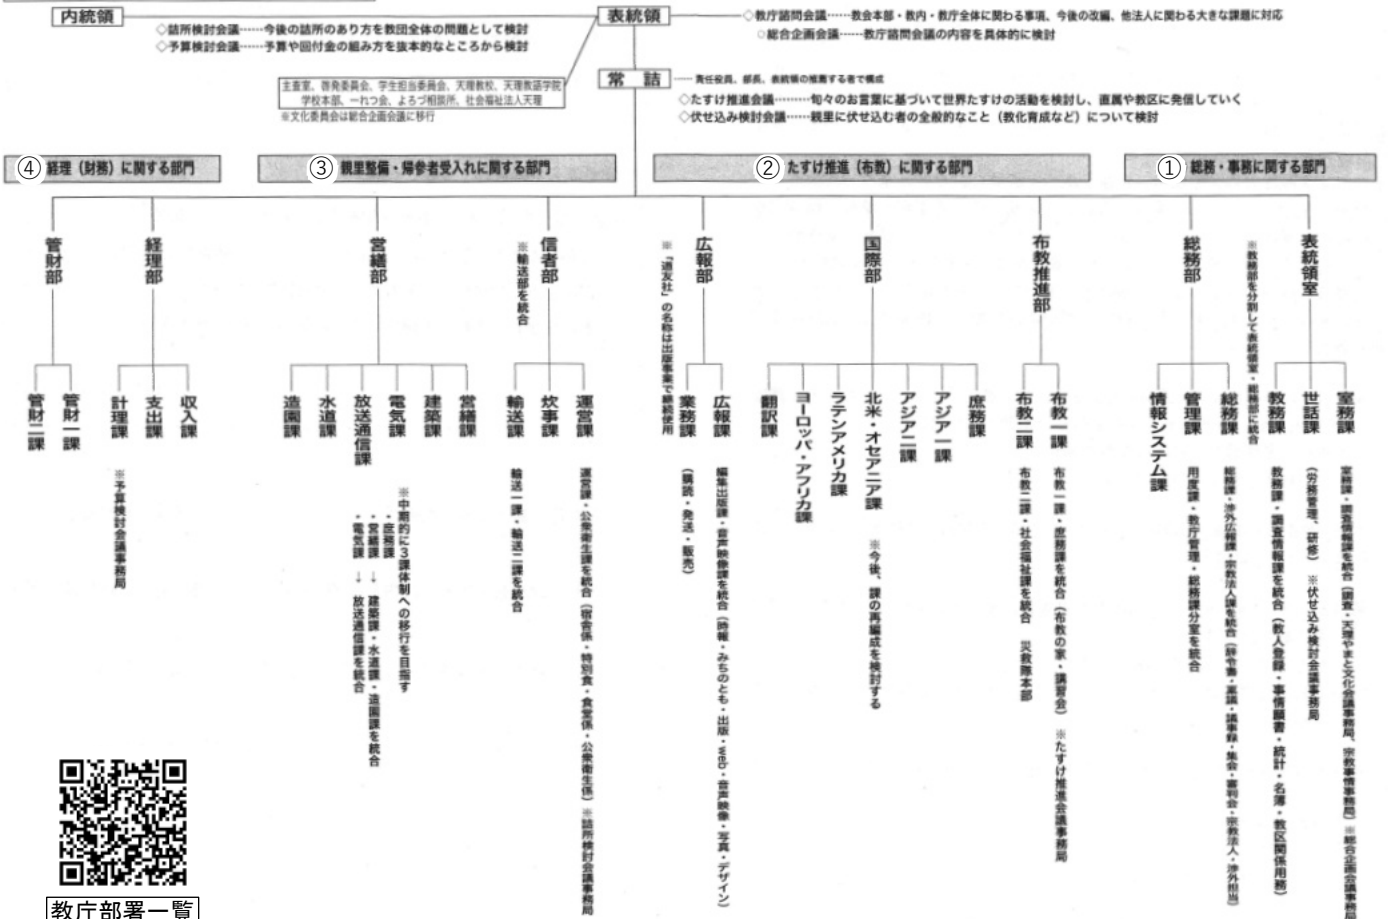 内統領
◇詰所検討会議……今後の詰所のあり方を教団全体の問題として検討
◇予算検討会議……予算や回付金の組み方を抜本的なところから検討
表統領
◇教庁諮問会議……教会本部・教内・教庁全体に関わる事項、今後の改編、他法人に関わる大きな課題に対応
○総合企画会議……教庁諮問会議の内容を具体的に検討
主査室、啓発委員会、学生担当委員会、天理教校、天理教語学院
学校本部、一れつ会、よろづ相談所、社会福祉法人天理
※文化委員会は総合企画会議に移行
常詰
責任役員、部長、表統領の推薦する者で構成
◇たすけ推進会議………旬々のお言葉に基づいて世界たすけの活動を検討し、直属や教区に発信していく
◇伏せ込み検討会議……親里に伏せ込む者の全般的なこと（教化育成など）について検討
① 総務・事務に関する部門
表統領室
室務課
室務課・調査情報課を統合（調査・天理やまと文化会議事務局、宗教事情事務局）※総合企画会議事務局
世話課
（労務管理、研修）　※伏せ込み検討会議事務局
教務課
教務課・調査情報課を統合（教人登録・事情願書・統計・名簿・教区関係用務）
※教務部を分割して表統領室・総務部に統合
総務部
総務課
総務課・渉外広報課・宗教法人課を統合（辞令書・稟議・議事録・集会・審判会・宗教法人・渉外担当）
管理課
用度課・教庁管理・総務課分室を統合
情報システム課
② たすけ推進（布教）に関する部門
布教推進部
布教一課
布教一課・庶務課を統合（布教の家・講習会）　※たすけ推進会議事務局
布教二課
布教二課・社会福祉課を統合　災救隊本部
国際部
庶務課
アジア一課
アジア二課
北米・オセアニア課
※今後、課の再編成を検討する
ラテンアメリカ課
ヨーロッパ・アフリカ課
翻訳課
広報部
※『道友社』の名称は出版事業で継続使用
広報課
編集出版課・音声映像課を統合（時報・みちのとも・出版・web・音声映像・写真・デザイン）
業務課
（購読・発送・販売）
③ 親里整備・帰参者受入れに関する部門
信者部
※輸送部を統合
運営課
運営課・公衆衛生課を統合（宿舎係・特別食・食堂係・公衆衛生係）※詰所検討会議事務局
炊事課
輸送課
輸送一課・輸送二課を統合
営繕部
営繕課
建築課
電気課
放送通信課
水道課
造園課
※中期的に３課体制への移行を目指す
・庶務課
・営繕課　→　建築課・水道課・造園課を統合
・電気課　→　放送通信課を統合
④ 経理（財務）に関する部門
経理部
収入課
支出課
計理課
※予算検討会議事務局
管財部
管財一課
管財二課
教庁部署一覧